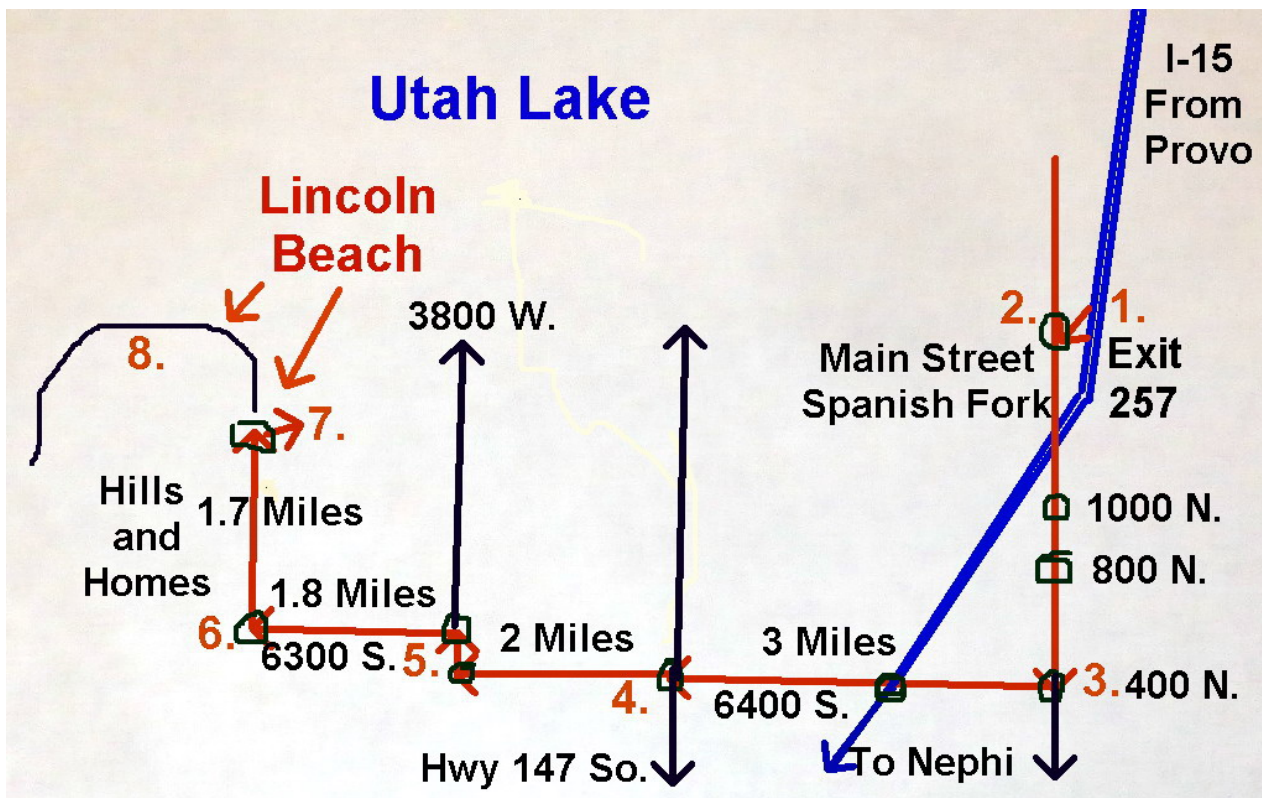 Utah Lake
I-15
From
Provo
Lincoln
Beach
3800 W.
2.
1.
Main Street
Spanish Fork
Exit
257
8.
7.
Hills
and
Homes
1.7 Miles
1000 N.
800 N.
1.8 Miles
6.
6300 S.
5.
2 Miles
3 Miles
4.
6400 S.
3.
400 N.
Hwy 147 So.
To Nephi